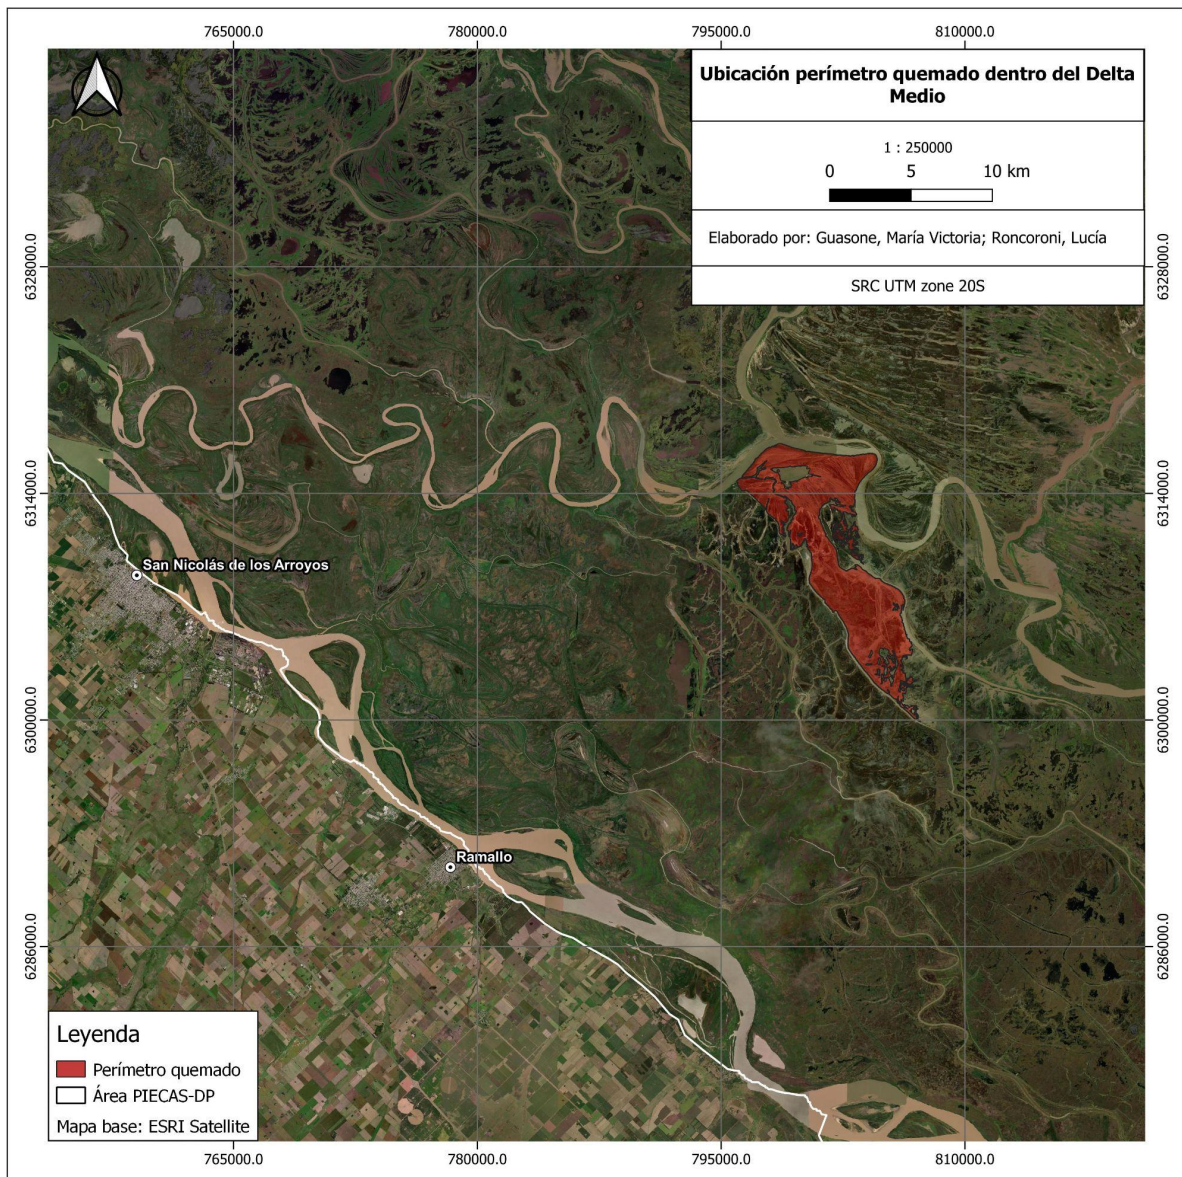 765000.0
780000.0
795000.0
810000.0
Ubicación perímetro quemado dentro del Delta
Medio
1 : 250000
0 5 10 km
Elaborado por: Guasone, María Victoria; Roncoroni, Lucía
SRC UTM zone 20S
6328000.0
6328000.0
6314000.0
6314000.0
San Nicolás de los Arroyos
6300000.0
6300000.0
Ramallo
6286000.0
6286000.0
Leyenda
Perímetro quemado
Área PIECAS-DP
Mapa base: ESRI Satellite
765000.0
780000.0
795000.0
810000.0